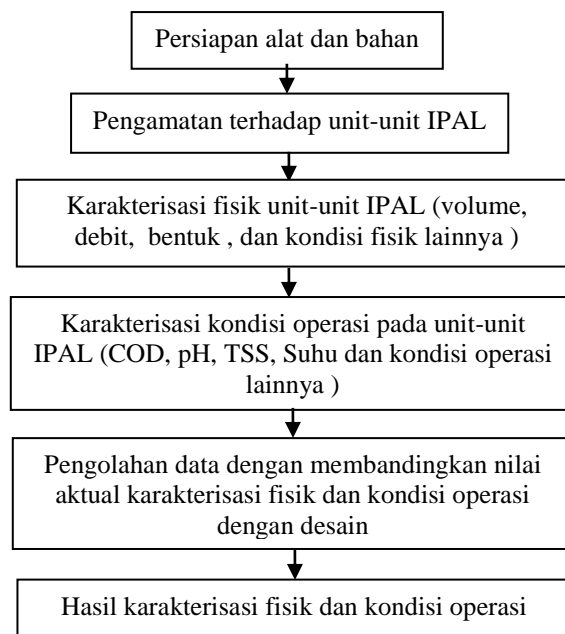 Persiapan alat dan bahan
Pengamatan terhadap unit-unit IPAL
Karakterisasi fisik unit-unit IPAL (volume,
debit,  bentuk , dan kondisi fisik lainnya )
Karakterisasi kondisi operasi pada unit-unit
IPAL (COD, pH, TSS, Suhu dan kondisi operasi
lainnya )
Pengolahan data dengan membandingkan nilai
aktual karakterisasi fisik dan kondisi operasi
dengan desain
Hasil karakterisasi fisik dan kondisi operasi